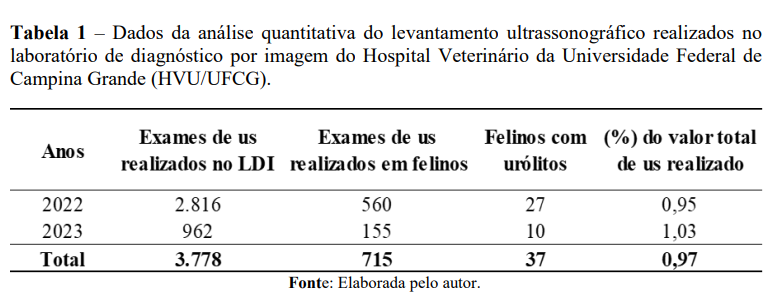 Tabela 1 – Dados da análise quantitativa do levantamento ultrassonográfico realizados no
laboratório de diagnóstico por imagem do Hospital Veterinário da Universidade Federal de
Campina Grande (HVU/UFCG).
Anos Exames de us realizados no LDI Exames de us realizados em felinos Felinos com urólitos (%) do valor total de us realizado
2022 2.816 560 27 0,95
2023 962 155 10 1,03
Total 3.778 715 37 0,97
Fonte: Elaborada pelo autor.